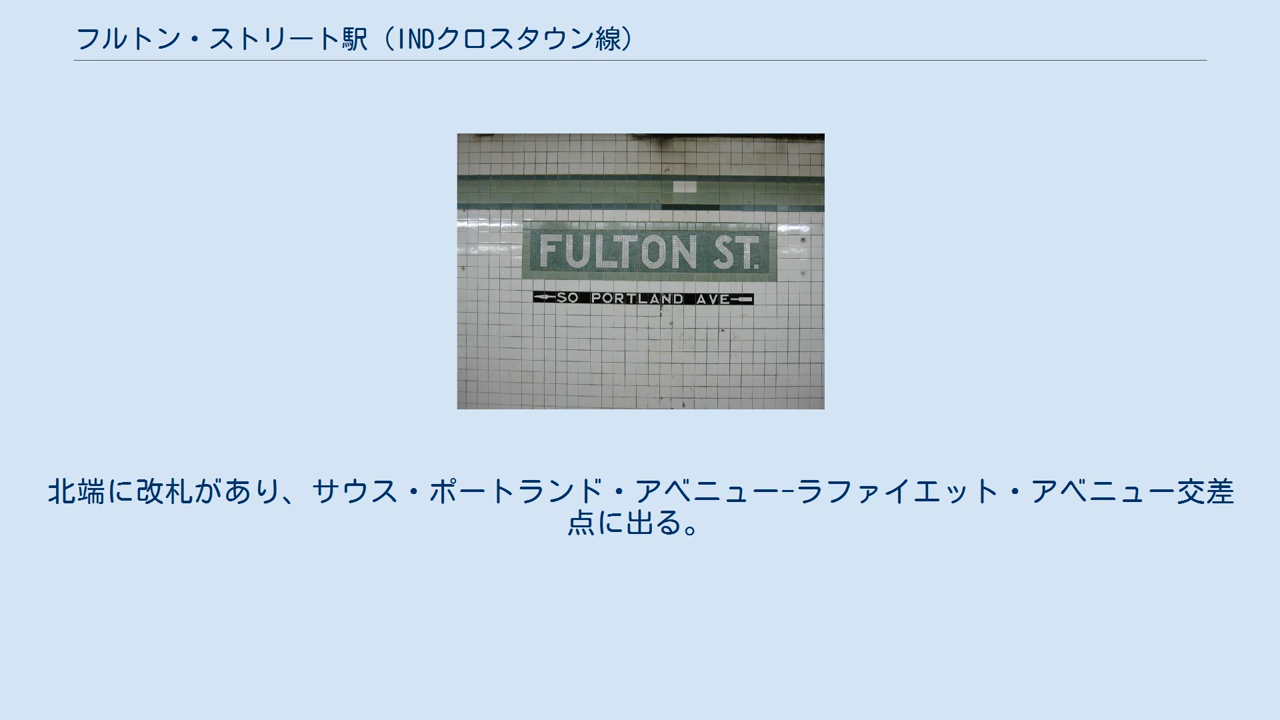 フルトン・ストリート駅（INDクロスタウン線）
FULTON ST.
SO PORTLAND AVE
北端に改札があり、サウス・ポートランド・アベニュー-ラファイエット・アベニュー交差
点に出る。